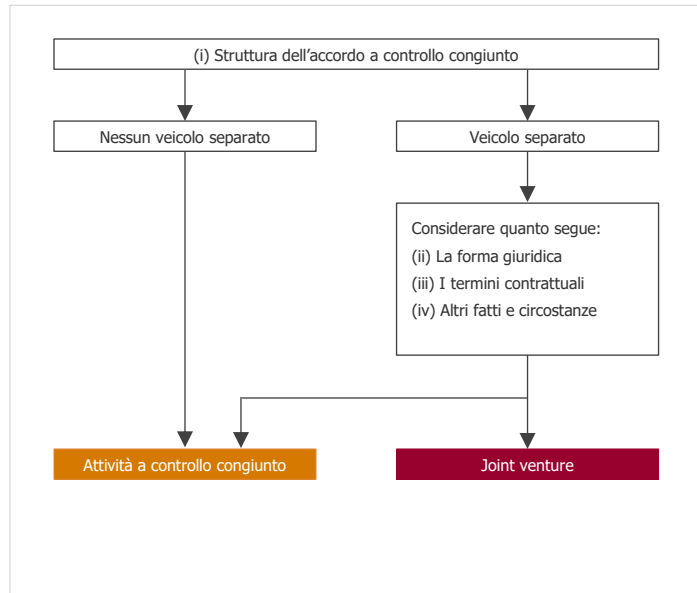 (i) Struttura dell’accordo a controllo congiunto
Nessun veicolo separato
Veicolo separato
Considerare quanto segue:
(ii) La forma giuridica
(iii) I termini contrattuali
(iv) Altri fatti e circostanze
Attività a controllo congiunto
Joint venture